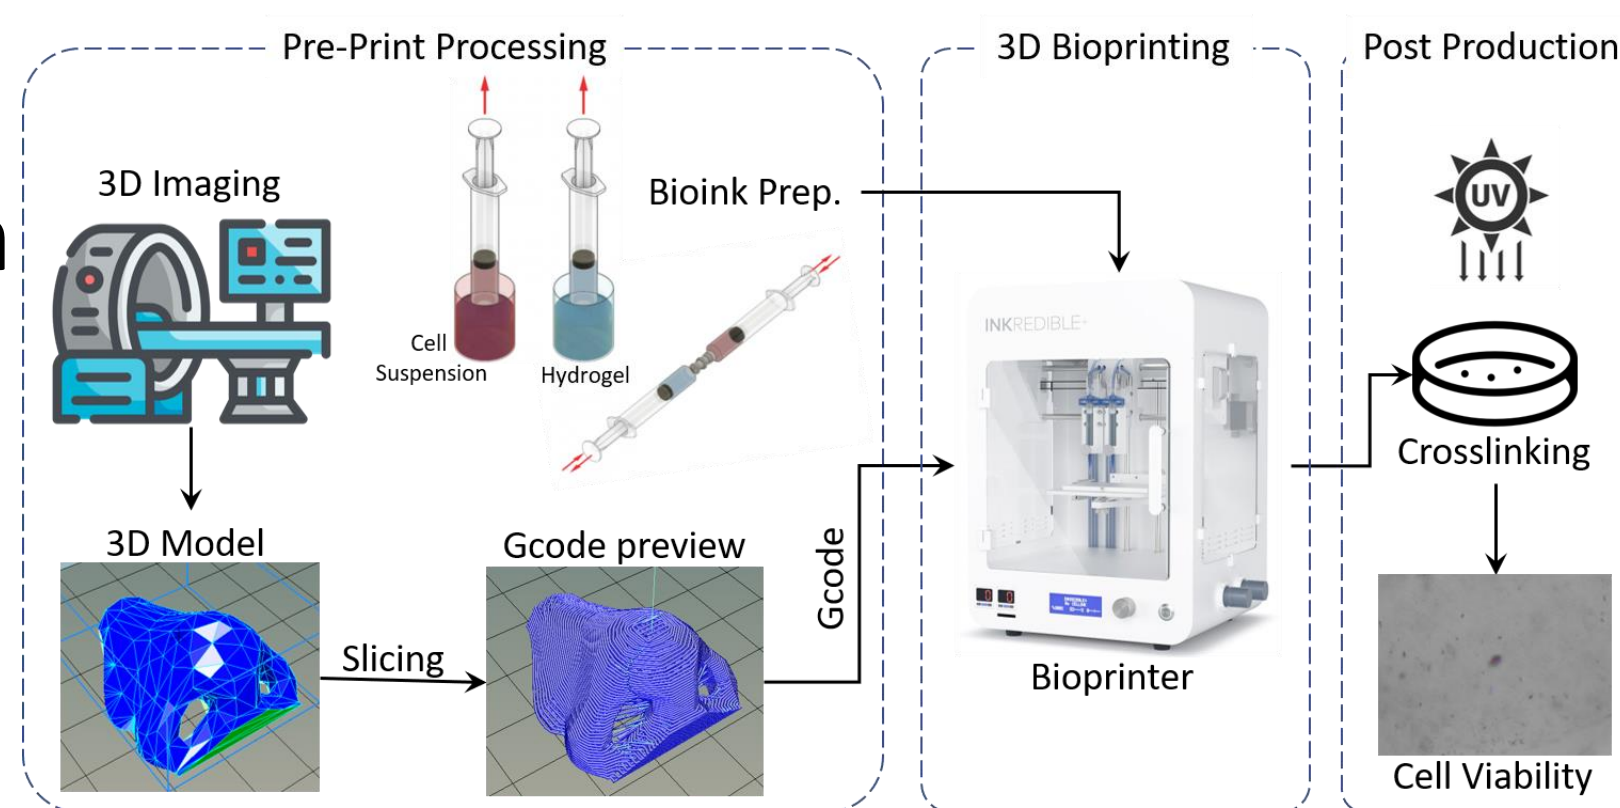 Pre-Print Processing
3D Bioprinting
Post Production
3D Imaging
Bioink Prep.
UV
Cell
Suspension
Hydrogel
INKREDIBLE+
Crosslinking
3D Model
Gcode preview
Slicing
Gcode
Bioprinter
Cell Viability